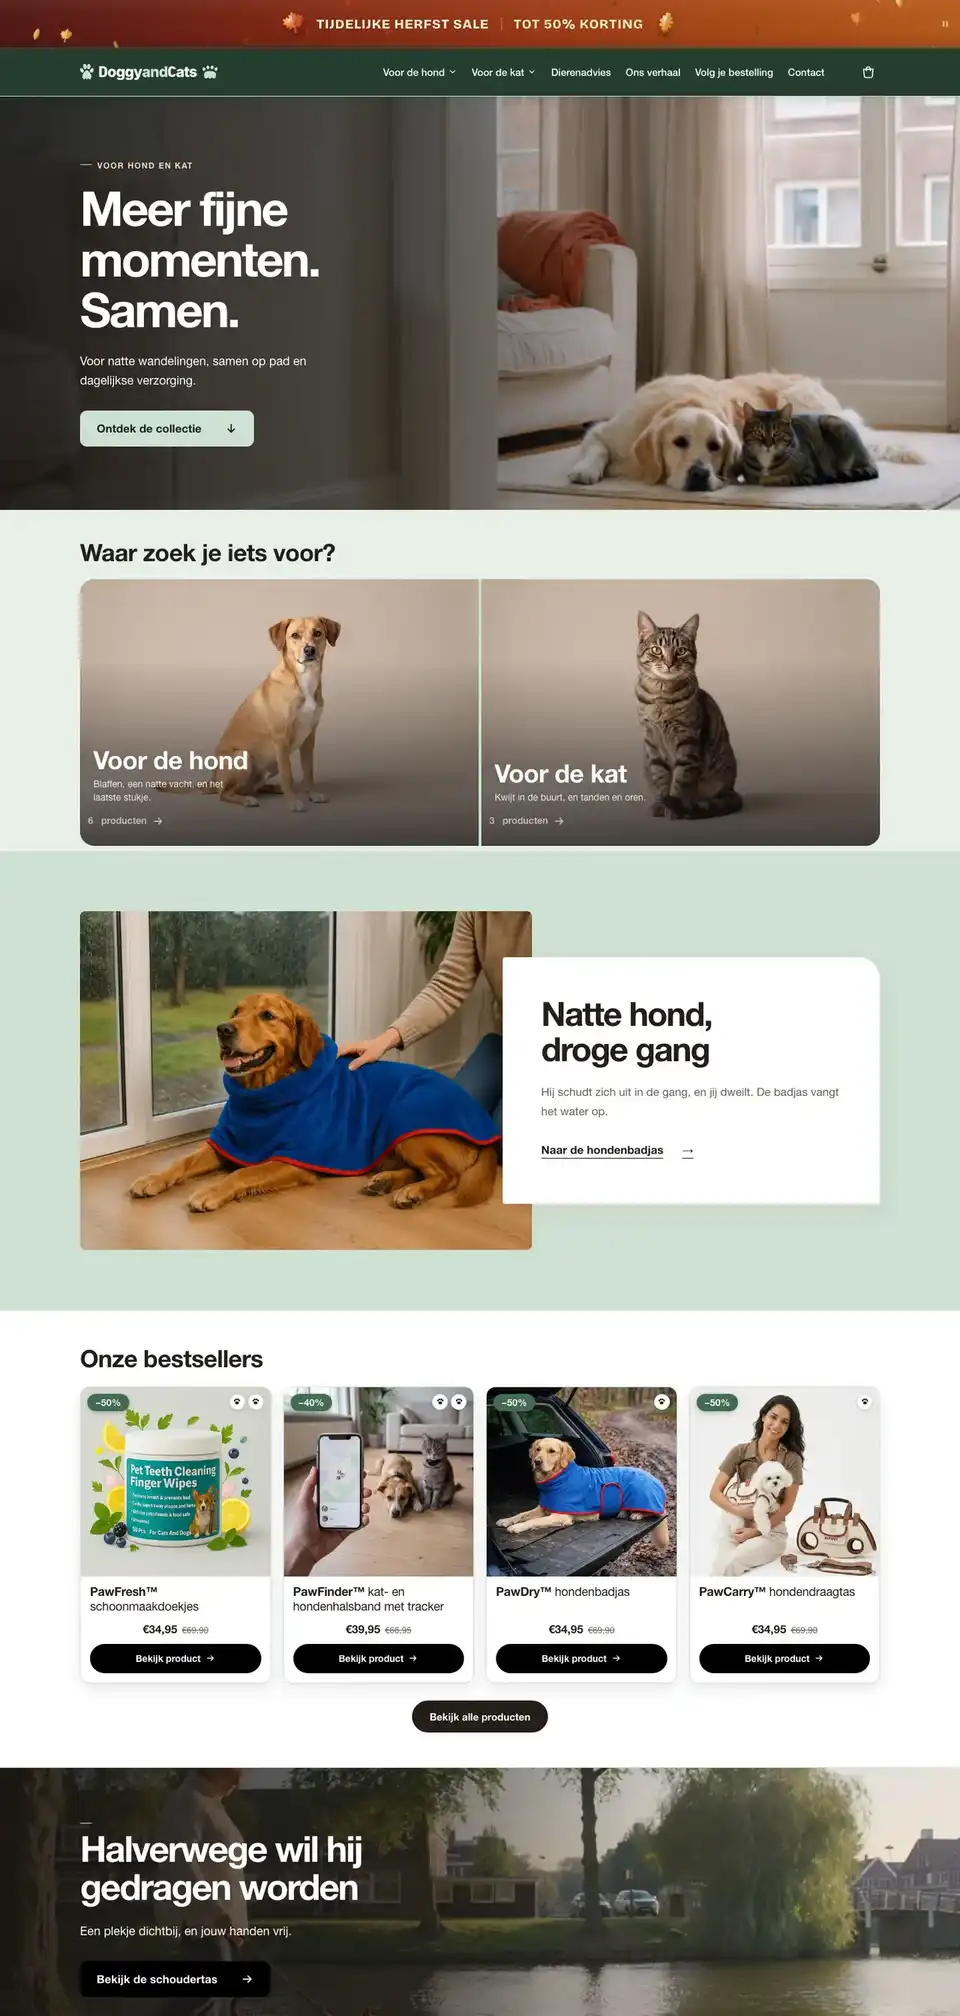 TIJDELIJKE HERFST SALE | TOT 50% KORTING
DoggyandCats
Voor de hond
Voor de kat
Dierenadvies
Ons verhaal
Volg je bestelling
Contact
VOOR HOND EN KAT
Meer fijne
momenten.
Samen.
Voor natte wandelingen, samen op pad en
dagelijkse verzorging.
Ontdek de collectie ↓
Waar zoek je iets voor?
Voor de hond
Blaffen, een natte vacht, en het
laatste stukje.
6 producten →
Voor de kat
Kwijt in de buurt, en tanden en oren.
3 producten →
Natte hond,
droge gang
Hij schudt zich uit in de gang, en jij dweilt. De badjas vangt
het water op.
Naar de hondenbadjas →
Onze bestsellers
−50%
Pet Teeth Cleaning
Finger Wipes
For Cats And Dogs
PawFresh™
schoonmaakdoekjes
€34,95 €69,90
Bekijk product →
−40%
PawFinder™ kat- en
hondenhalsband met tracker
€39,95 €66,95
Bekijk product →
−50%
PawDry™ hondenbadjas
€34,95 €69,90
Bekijk product →
−50%
PawCarry™ hondendraagtas
€34,95 €69,90
Bekijk product →
Bekijk alle producten
Halverwege wil hij
gedragen worden
Een plekje dichtbij, en jouw handen vrij.
Bekijk de schoudertas →